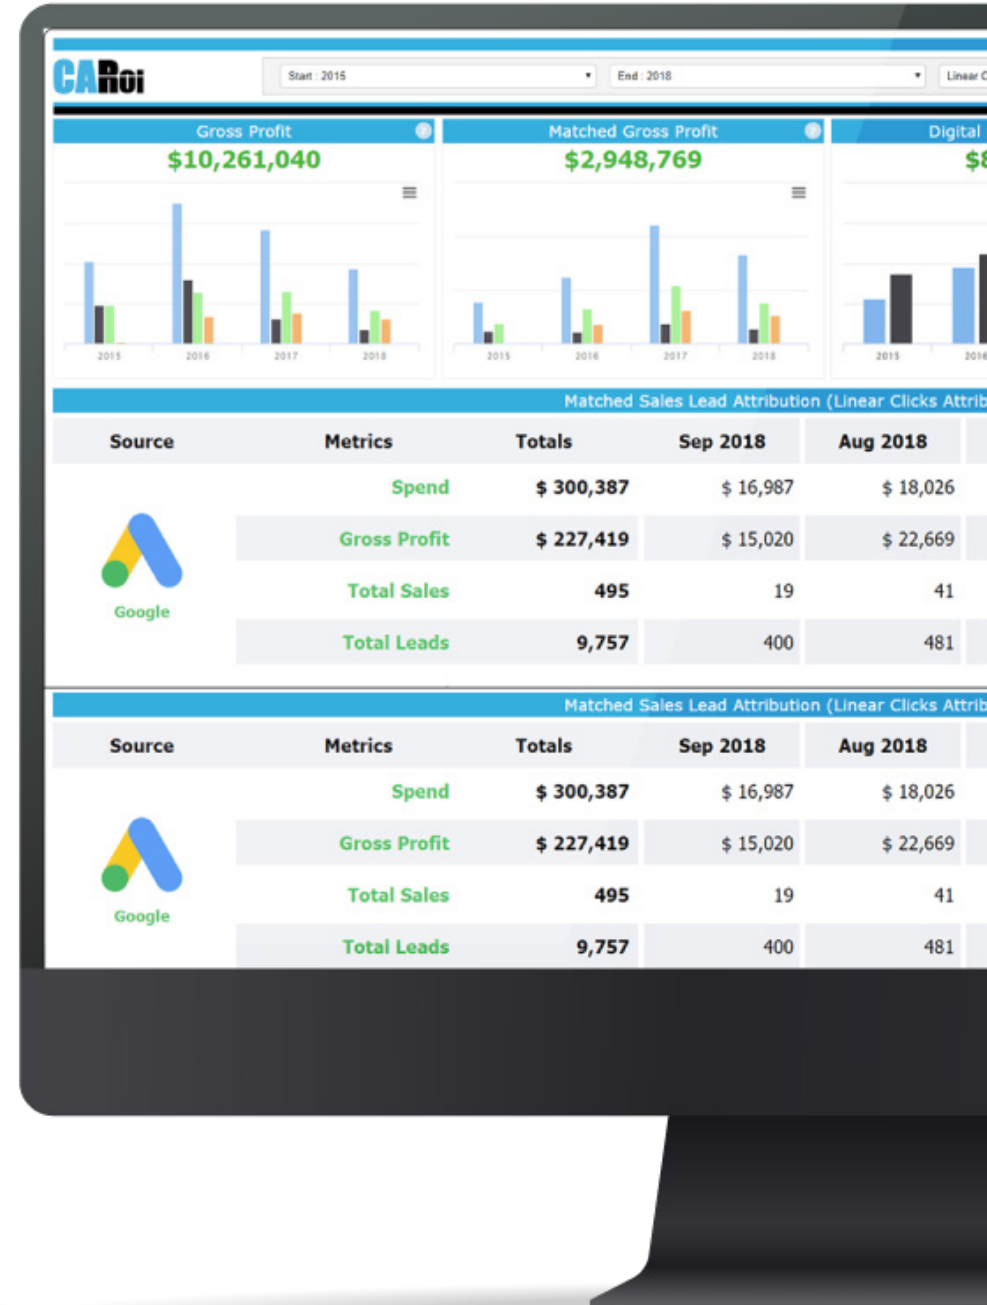 CARoi
Start : 2015
End : 2018
Linear C
Gross Profit ?
Matched Gross Profit ?
Digital
$10,261,040
$2,948,769
$8
2015 2016 2017 2018
2015 2016 2017 2018
2015 2016
Matched Sales Lead Attribution (Linear Clicks Attrib
Source Metrics Totals Sep 2018 Aug 2018
Spend $ 300,387 $ 16,987 $ 18,026
Gross Profit $ 227,419 $ 15,020 $ 22,669
Total Sales 495 19 41
Google
Total Leads 9,757 400 481
Matched Sales Lead Attribution (Linear Clicks Attrib
Source Metrics Totals Sep 2018 Aug 2018
Spend $ 300,387 $ 16,987 $ 18,026
Gross Profit $ 227,419 $ 15,020 $ 22,669
Total Sales 495 19 41
Google
Total Leads 9,757 400 481